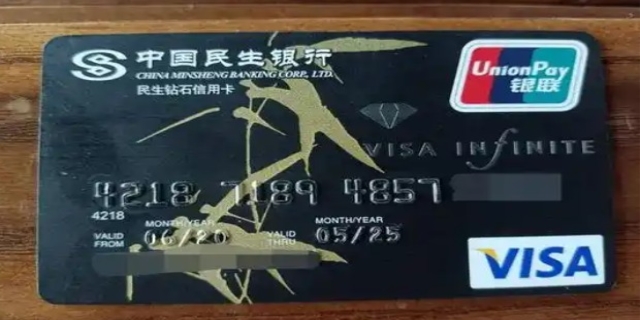 中国民生银行
CHINA MINSHENG BANKING CORP., LTD.
民生钻石信用卡
UnionPay
银联
VISA INFINITE
4218 7189 4857
4218
MONTH/YEAR MONTH/YEAR
VALID FROM 06/20 VALID THRU 05/25
VISA